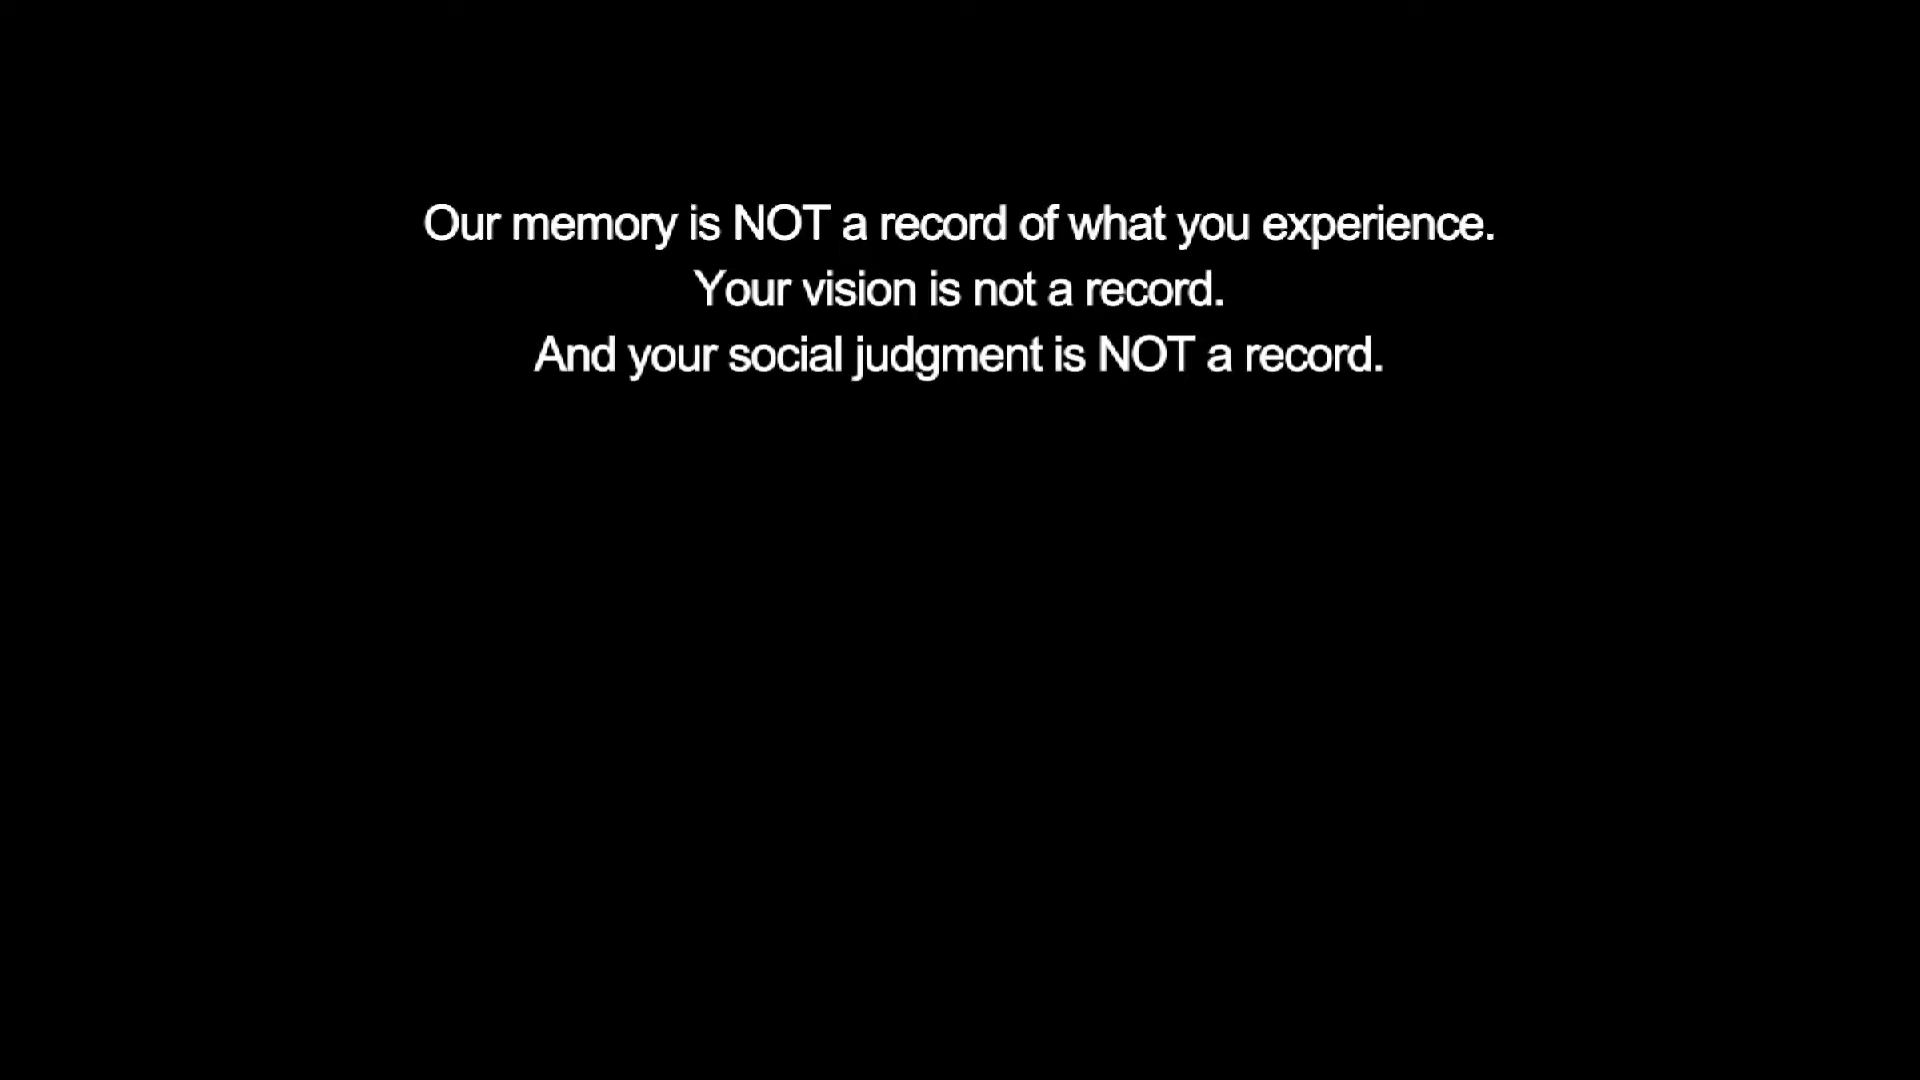 Our memory is NOT a record of what you experience.
Your vision is not a record.
And your social judgment is NOT a record.